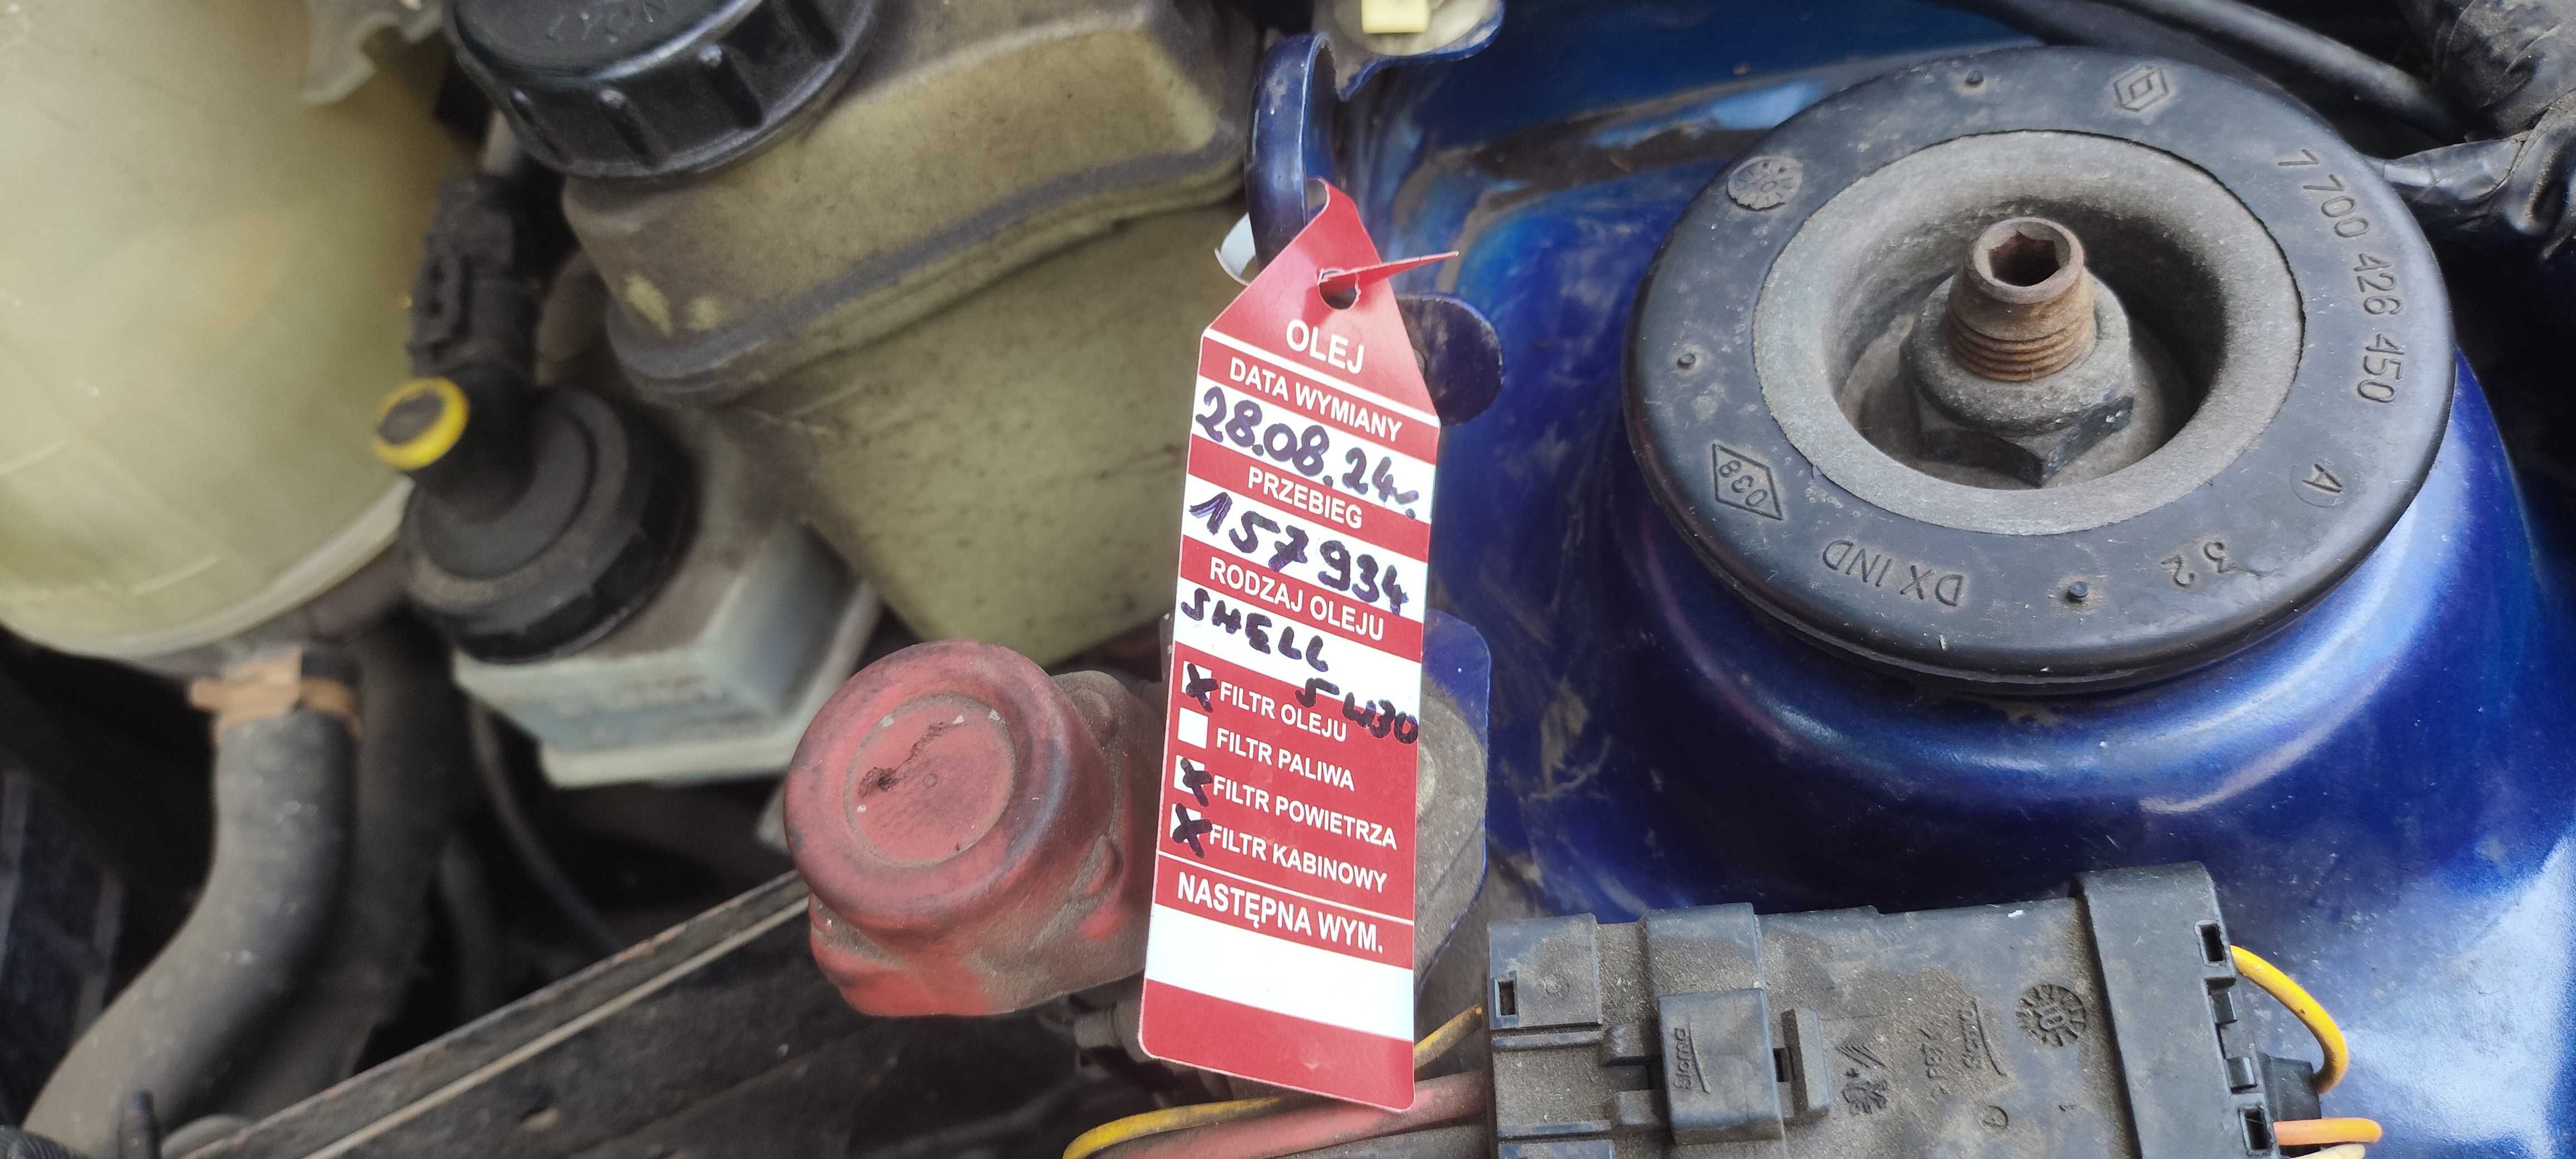 OLEJ
DATA WYMIANY
28.08.24r.
PRZEBIEG
157934
RODZAJ OLEJU
SHELL
5W30
X FILTR OLEJU
FILTR PALIWA
X FILTR POWIETRZA
X FILTR KABINOWY
NASTĘPNA WYM.
7 700 426 450
A
32
DX IND
038